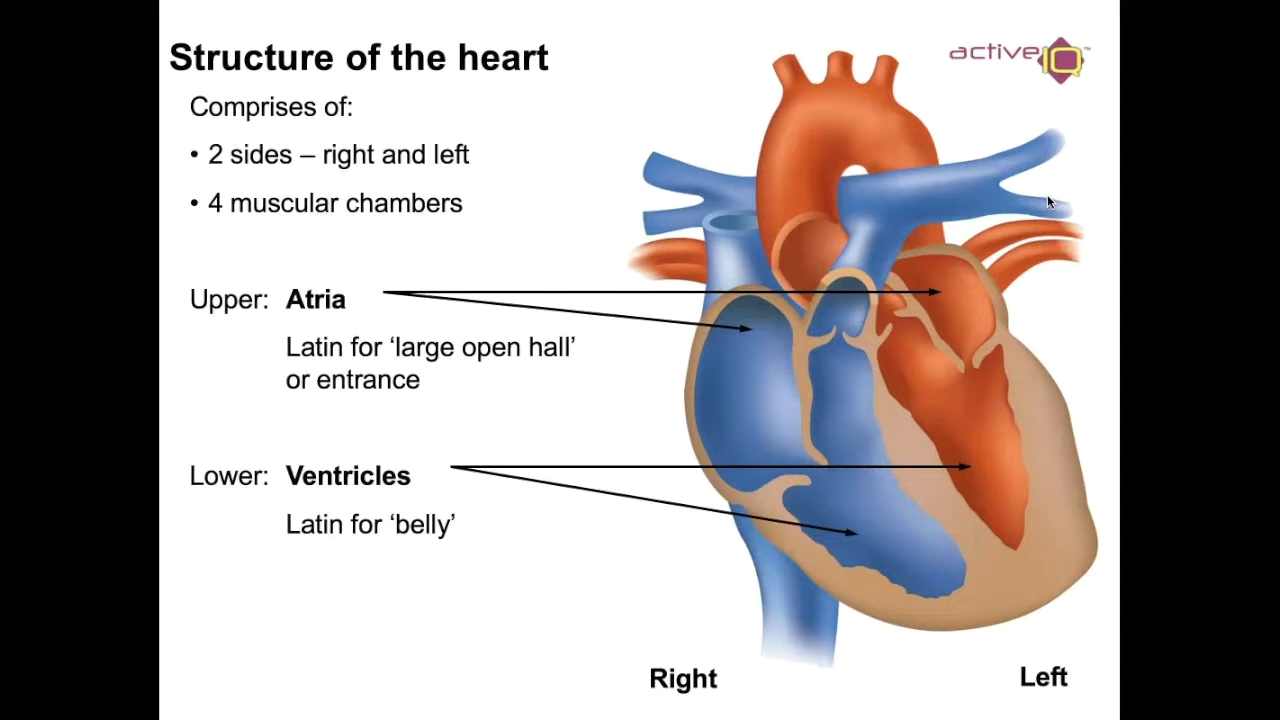 Structure of the heart
active IQ™
Comprises of:
• 2 sides – right and left
• 4 muscular chambers
Upper: Atria
Latin for ‘large open hall’
or entrance
Lower: Ventricles
Latin for ‘belly’
Right
Left